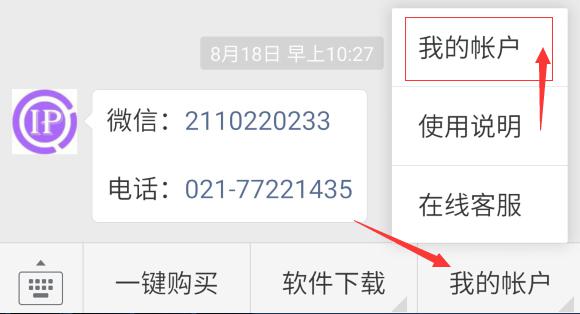 8月18日 早上10:27
我的帐户
IP
微信：2110220233
使用说明
电话：021-77221435
在线客服
一键购买
软件下载
我的帐户